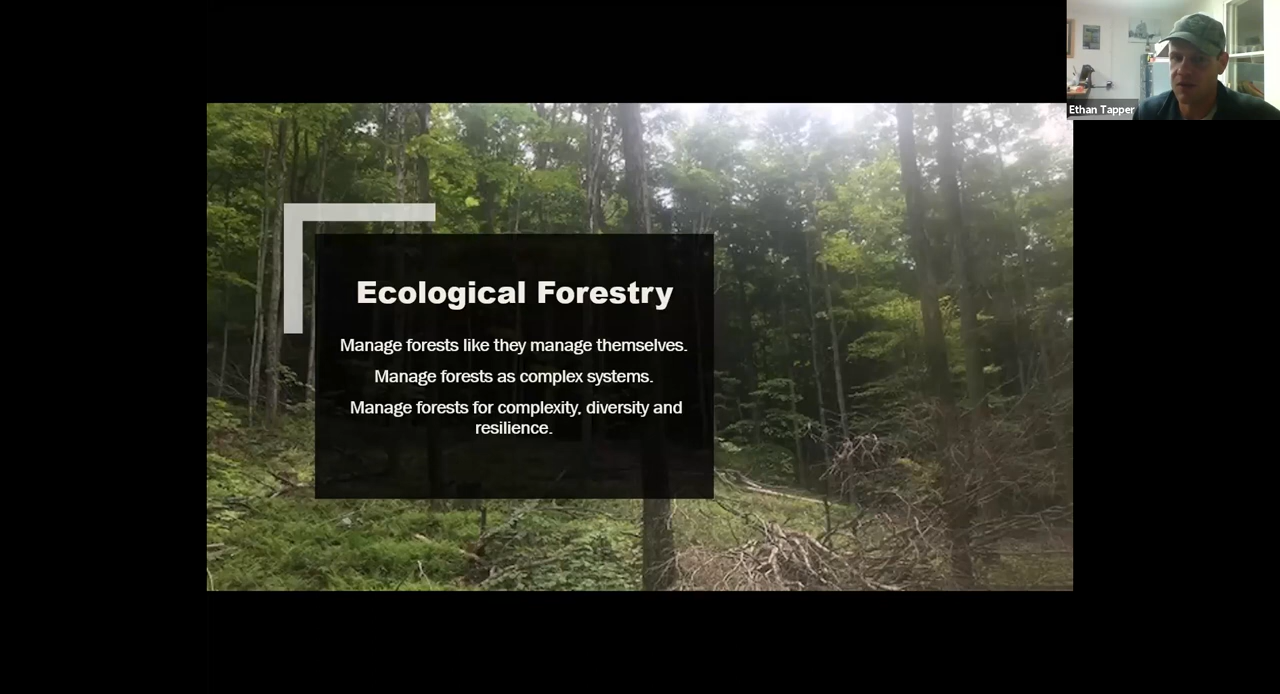 Ethan Tapper
Ecological Forestry
Manage forests like they manage themselves.
Manage forests as complex systems.
Manage forests for complexity, diversity and
resilience.